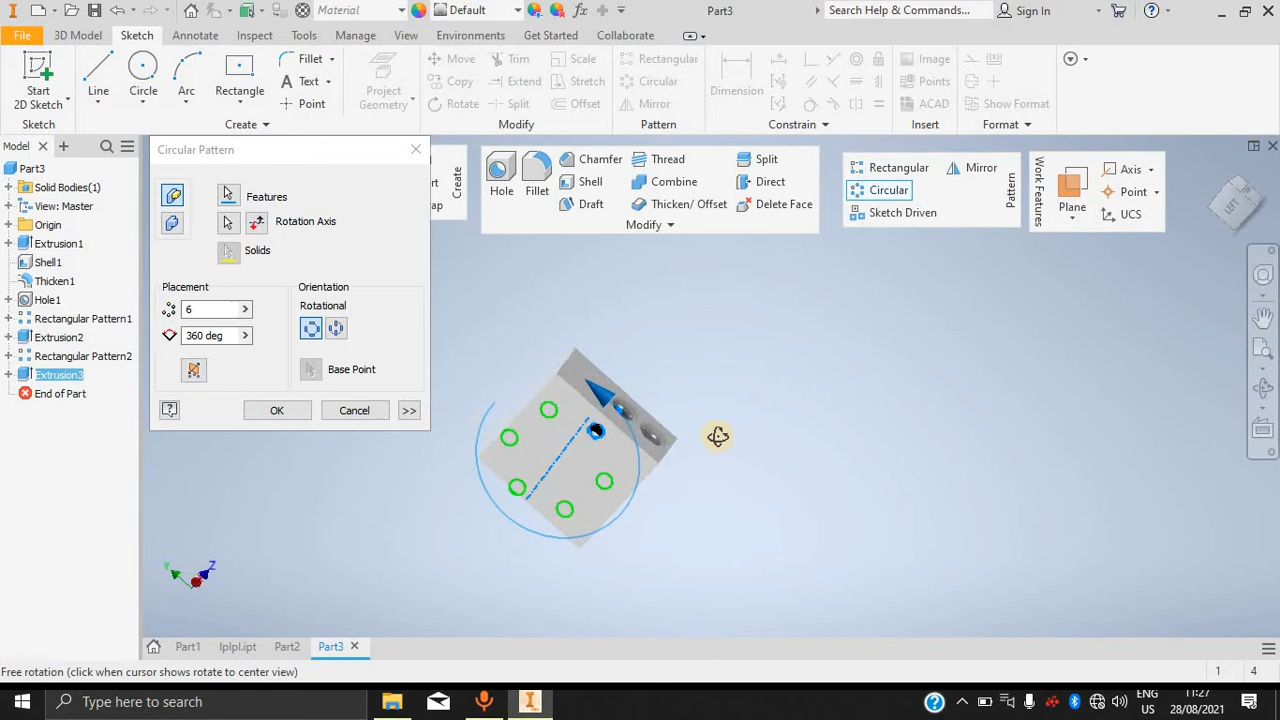 Material
Default
Part3
Search Help & Commands...
Sign In
File
3D Model
Sketch
Annotate
Inspect
Tools
Manage
View
Environments
Get Started
Collaborate
Start
2D Sketch
Line
Circle
Arc
Rectangle
Fillet
Text
Point
Project
Geometry
Move
Trim
Scale
Copy
Extend
Stretch
Rotate
Split
Offset
Rectangular
Circular
Mirror
Dimension
Image
Points
ACAD
Show Format
Sketch
Create
Modify
Pattern
Constrain
Insert
Format
Model
Part3
Solid Bodies(1)
View: Master
Origin
Extrusion1
Shell1
Thicken1
Hole1
Rectangular Pattern1
Extrusion2
Rectangular Pattern2
Extrusion3
End of Part
Circular Pattern
Features
Rotation Axis
Solids
Placement
6
360 deg
Orientation
Rotational
Base Point
OK
Cancel
>>
Create
Hole
Fillet
Chamfer
Shell
Draft
Thread
Combine
Thicken/ Offset
Split
Direct
Delete Face
Modify
Rectangular
Circular
Sketch Driven
Mirror
Pattern
Work Features
Plane
Axis
Point
UCS
LEFT
Y
Z
Part1
lplpl.ipt
Part2
Part3
Free rotation (click when cursor shows rotate to center view)
1
4
Type here to search
ENG
US
11:27
28/08/2021